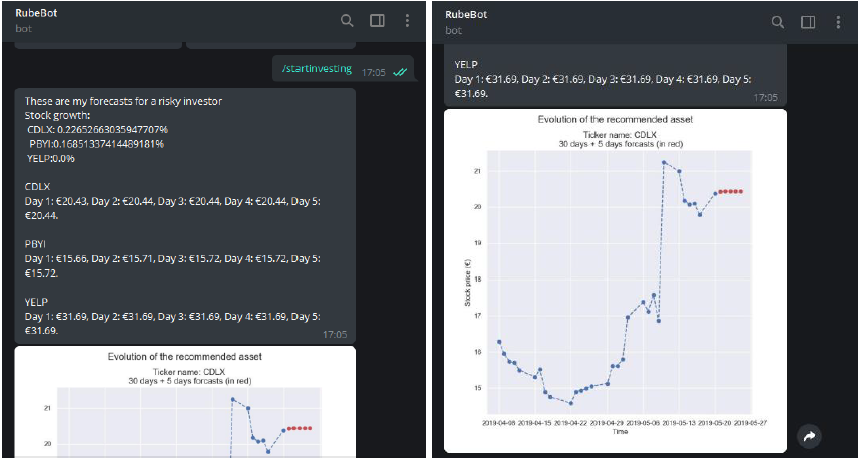 RubeBot
bot
/startinvesting 17:05
These are my forecasts for a risky investor
Stock growth:
CDLX: 0.2265266303594770​7%
PBYI:0.16851337414489181%
YELP:0.0%
CDLX
Day 1: €20.43, Day 2: €20.44, Day 3: €20.44, Day 4: €20.44, Day 5:
€20.44.
PBYI
Day 1: €15.66, Day 2: €15.71, Day 3: €15.72, Day 4: €15.72, Day 5:
€15.72.
YELP
Day 1: €31.69, Day 2: €31.69, Day 3: €31.69, Day 4: €31.69, Day 5:
€31.69.
17:05
Evolution of the recommended asset
Ticker name: CDLX
30 days + 5 days forcasts (in red)
21
20
RubeBot
bot
YELP
Day 1: €31.69, Day 2: €31.69, Day 3: €31.69, Day 4: €31.69, Day 5:
€31.69.
17:05
Evolution of the recommended asset
Ticker name: CDLX
30 days + 5 days forcasts (in red)
21
20
19
18
17
16
15
Stock price (€)
2019-04-08 2019-04-15 2019-04-22 2019-04-29 2019-05-06 2019-05-13 2019-05-20 2019-05-27
Time